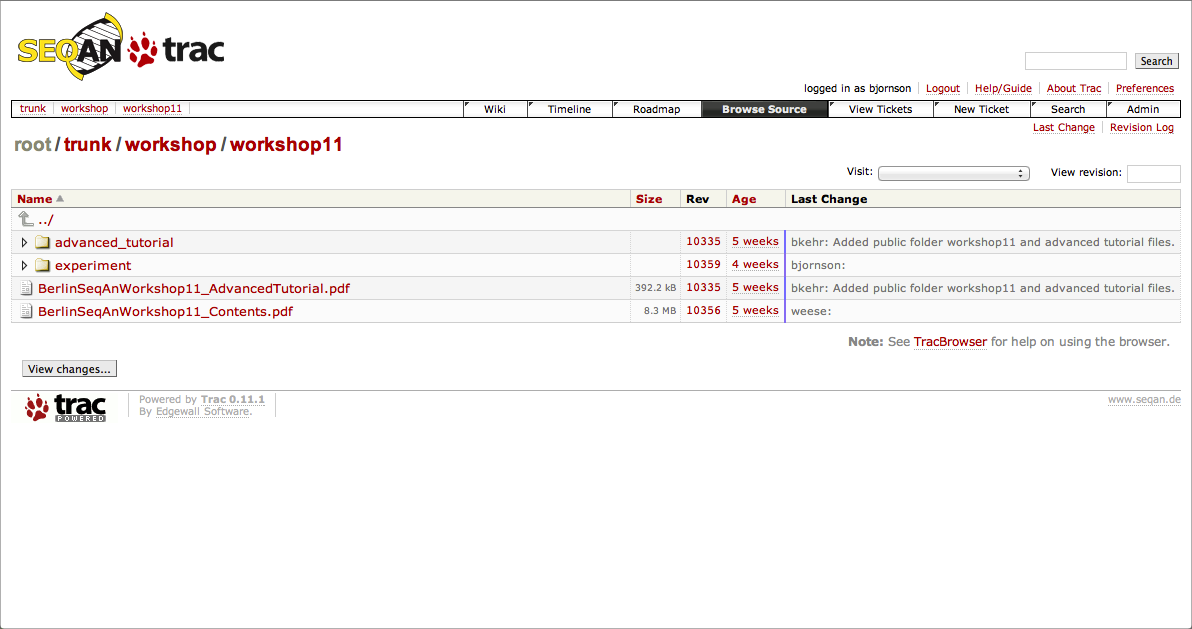 SEQAN trac
Search
logged in as bjornson Logout Help/Guide About Trac Preferences
trunk workshop workshop11 Wiki Timeline Roadmap Browse Source View Tickets New Ticket Search Admin
Last Change Revision Log
root / trunk / workshop / workshop11
Visit: View revision:
Name Size Rev Age Last Change
../
advanced_tutorial 10335 5 weeks bkehr: Added public folder workshop11 and advanced tutorial files.
experiment 10359 4 weeks bjornson:
BerlinSeqAnWorkshop11_AdvancedTutorial.pdf 392.2 kB 10335 5 weeks bkehr: Added public folder workshop11 and advanced tutorial files.
BerlinSeqAnWorkshop11_Contents.pdf 8.3 MB 10356 5 weeks weese:
Note: See TracBrowser for help on using the browser.
View changes...
trac POWERED
Powered by Trac 0.11.1
By Edgewall Software.
www.seqan.de